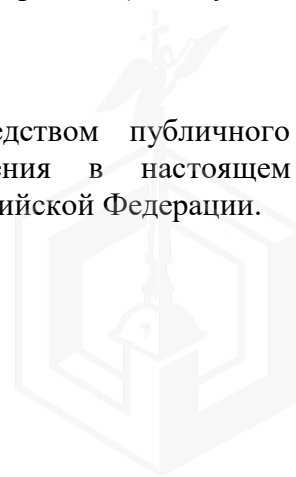 едством публичного
ения в настоящем
ийской Федерации.